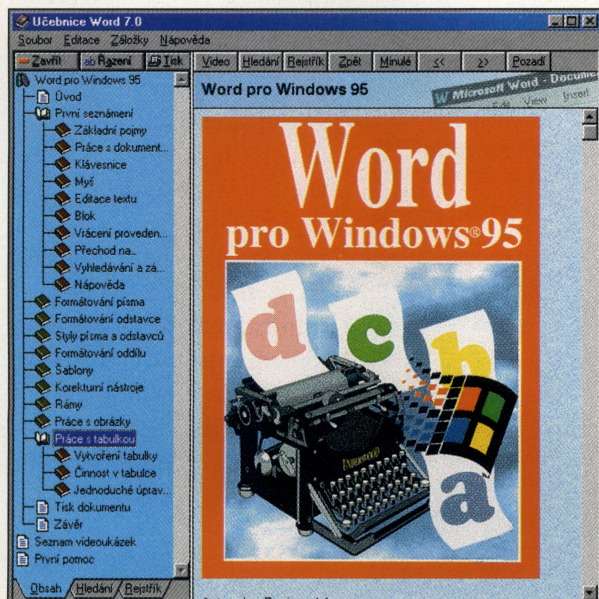 Učebnice Word 7.0
Soubor Editace Záložky Nápověda
Zavřít Řazení Tisk Video Hledání Rejstřík Zpět Minulé << >> Pozadí
Word pro Windows 95
Úvod
První seznámení
Základní pojmy
Práce s dokument...
Klávesnice
Myš
Editace textu
Blok
Vrácení proveden...
Přechod na..
Vyhledávání a zá...
Nápověda
Formátování písma
Formátování odstavce
Styly písma a odstavců
Formátování oddílu
Šablony
Korekturní nástroje
Rámy
Práce s obrázky
Práce s tabulkou
Vytvoření tabulky
Činnost v tabulce
Jednoduché úprav...
Tisk dokumentu
Závěr
Seznam videoukázek
První pomoc
Obsah Hledání Rejstřík
Word pro Windows 95
Microsoft Word - Docume
Edit View Insert
Word
pro Windows®95
d
c
h
a